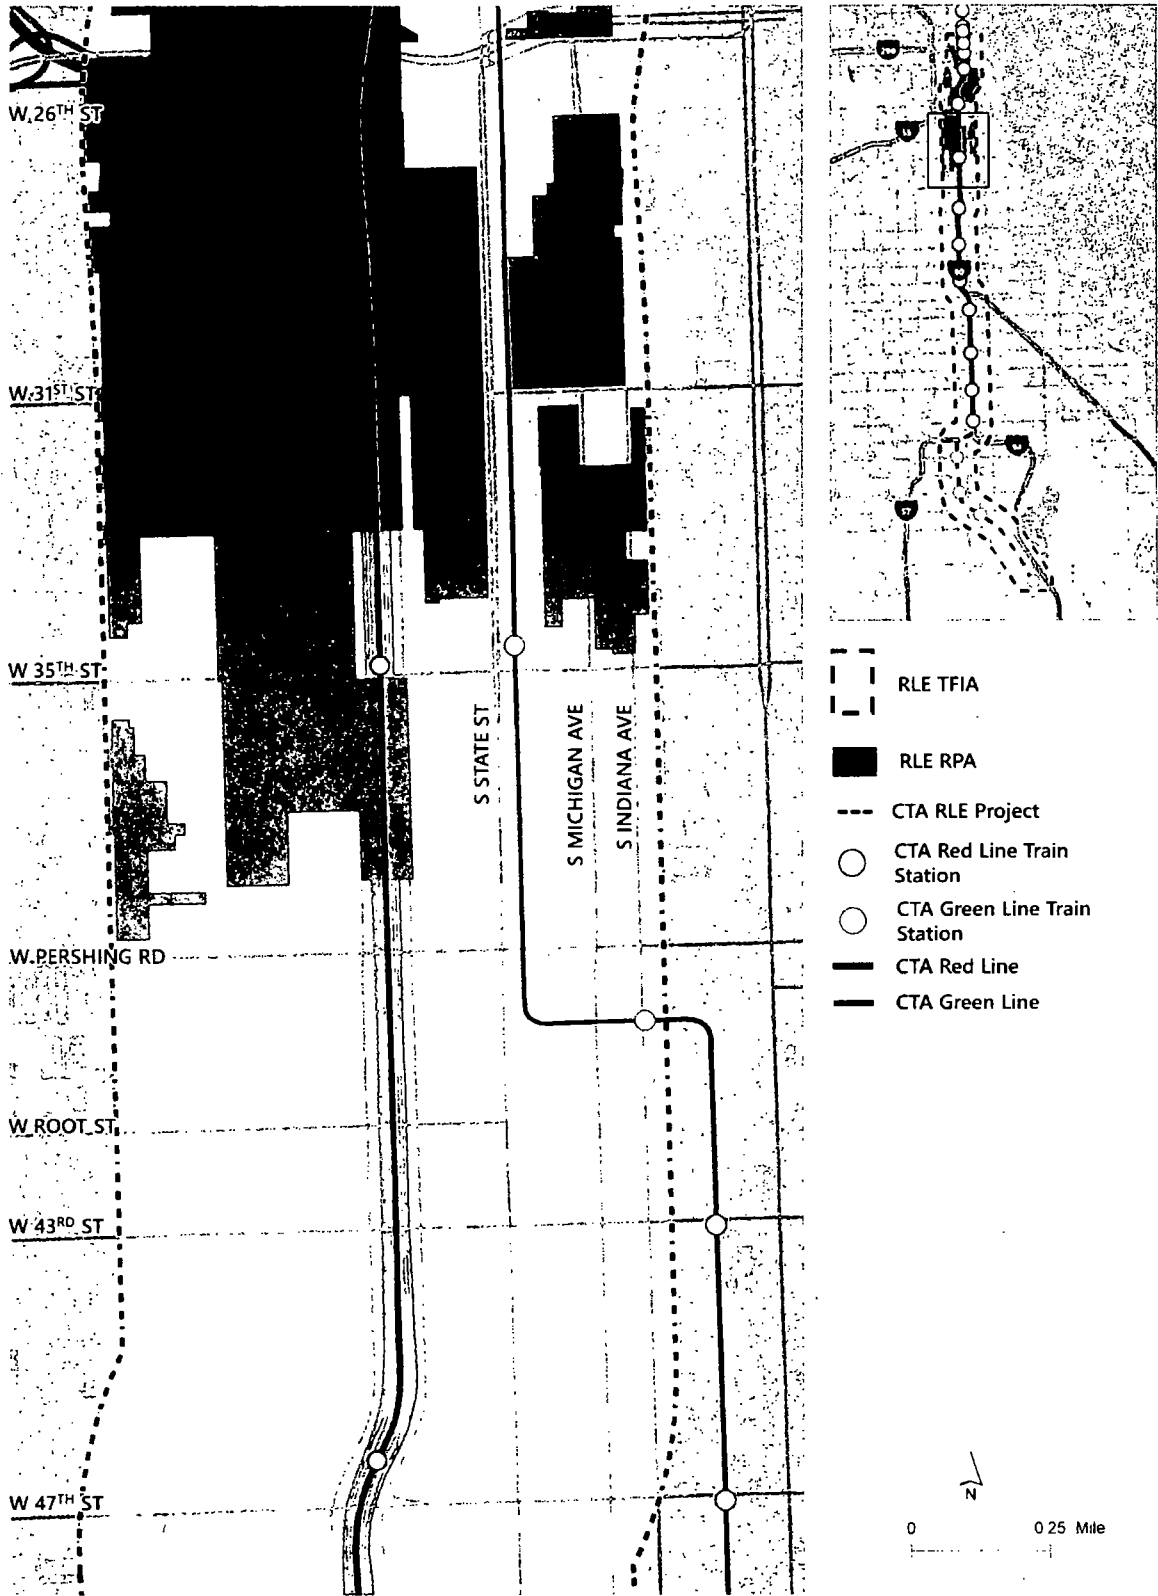 W. 26TH ST
W. 31ST ST
W 35TH ST
S STATE ST
S MICHIGAN AVE
S INDIANA AVE
W. PERSHING RD
W ROOT ST
W 43RD ST
W 47TH ST
57
RLE TFIA
RLE RPA
CTA RLE Project
CTA Red Line Train
Station
CTA Green Line Train
Station
CTA Red Line
CTA Green Line
N
0 0 25 Mile